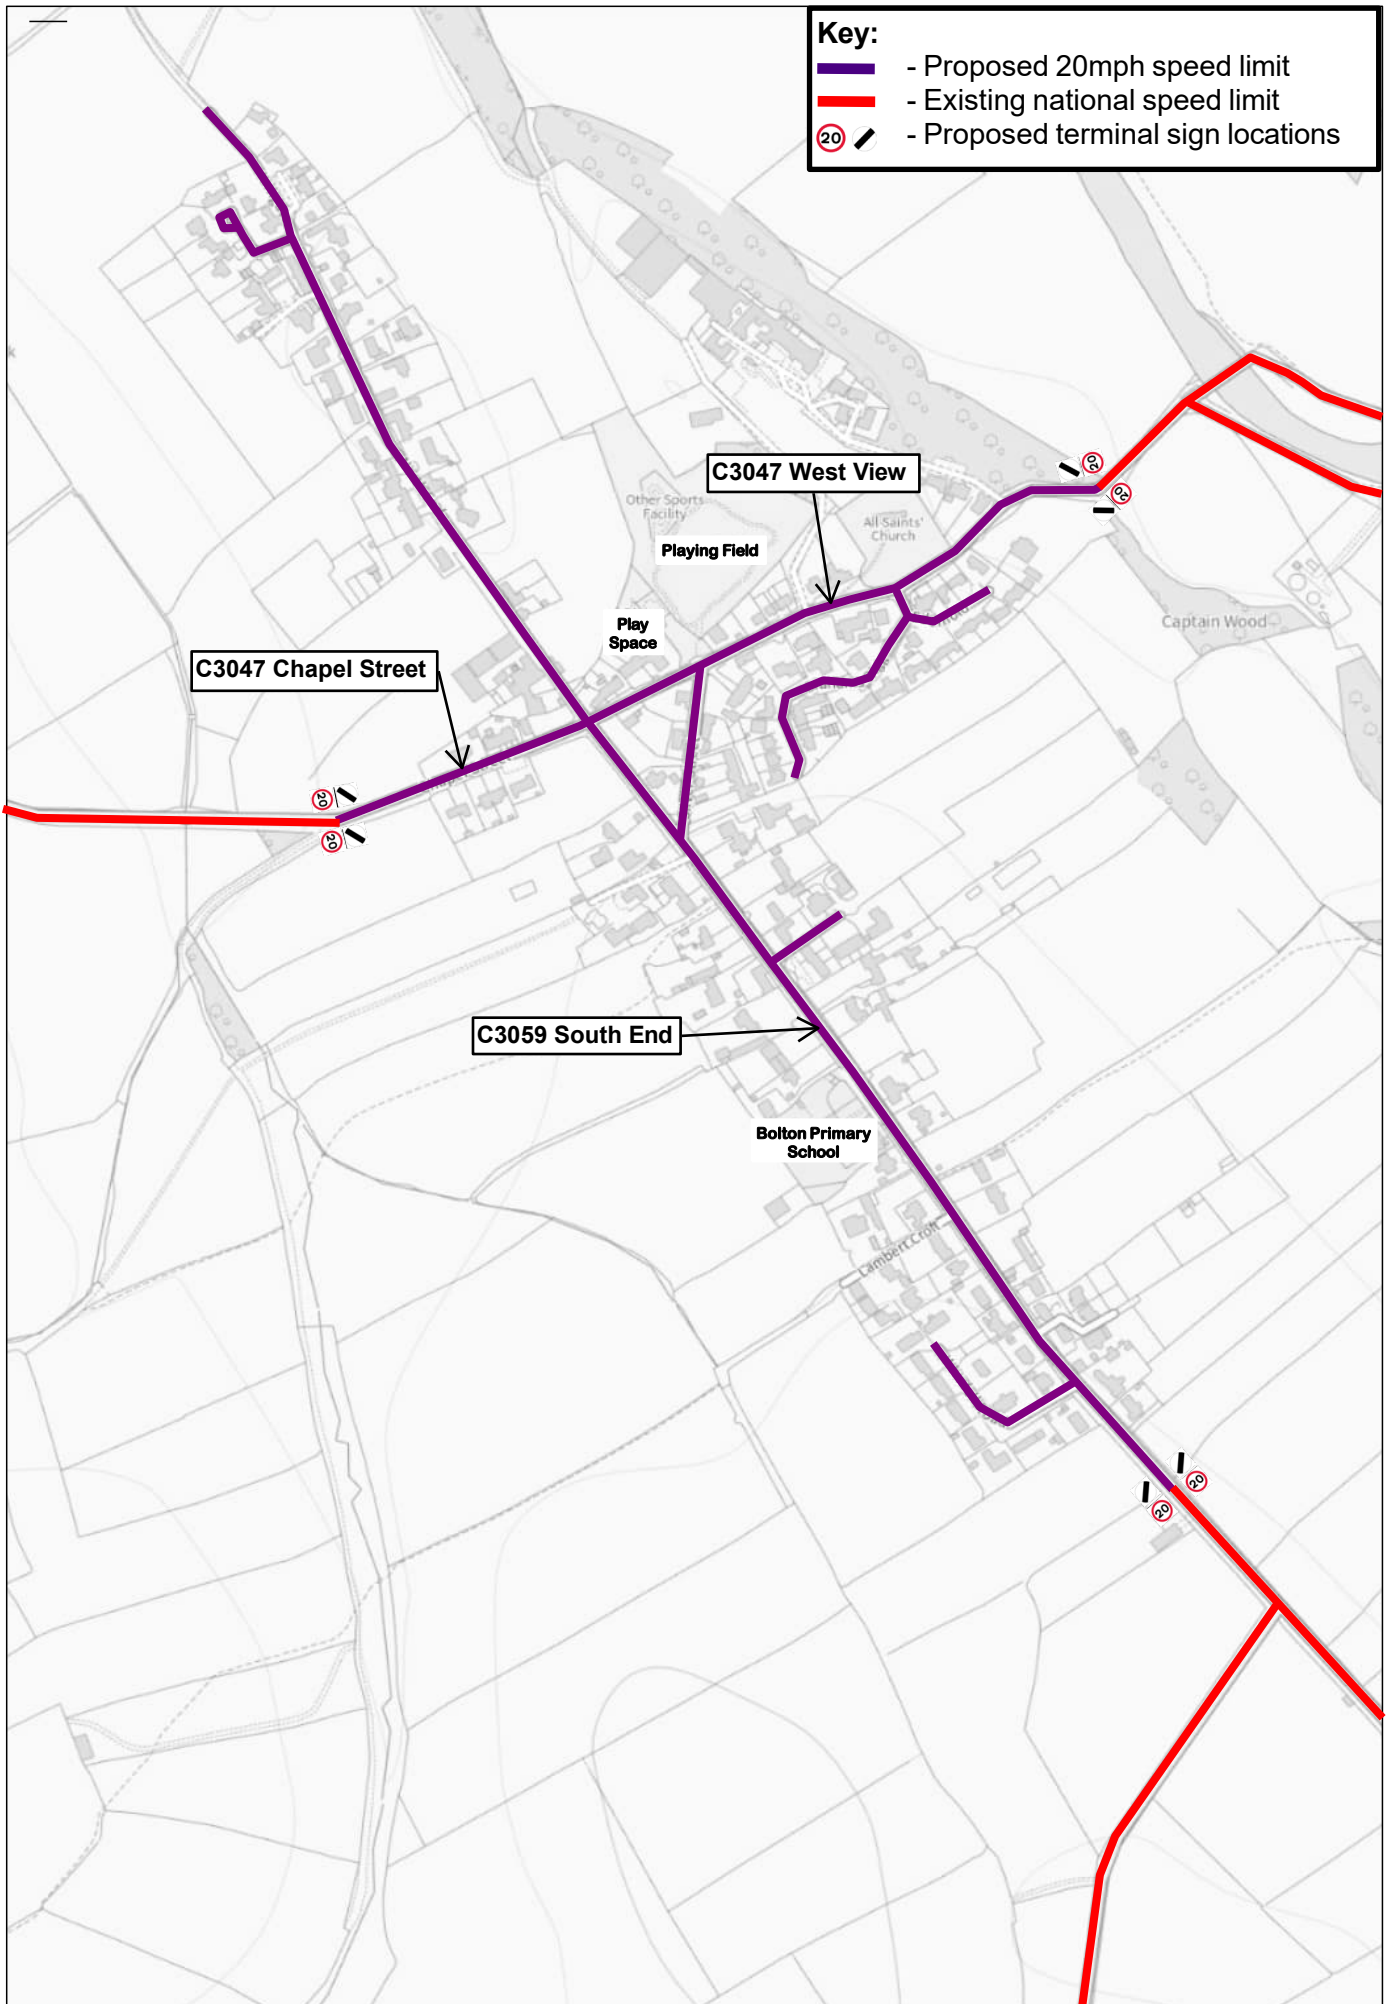 Key:
- Proposed 20mph speed limit
- Existing national speed limit
20 - Proposed terminal sign locations
C3047 West View
20
20
Other Sports
Facility
All Saints'
Church
Playing Field
Play
Space
Captain Wood
C3047 Chapel Street
20
20
C3059 South End
Bolton Primary
School
Lambert Croft
20
20